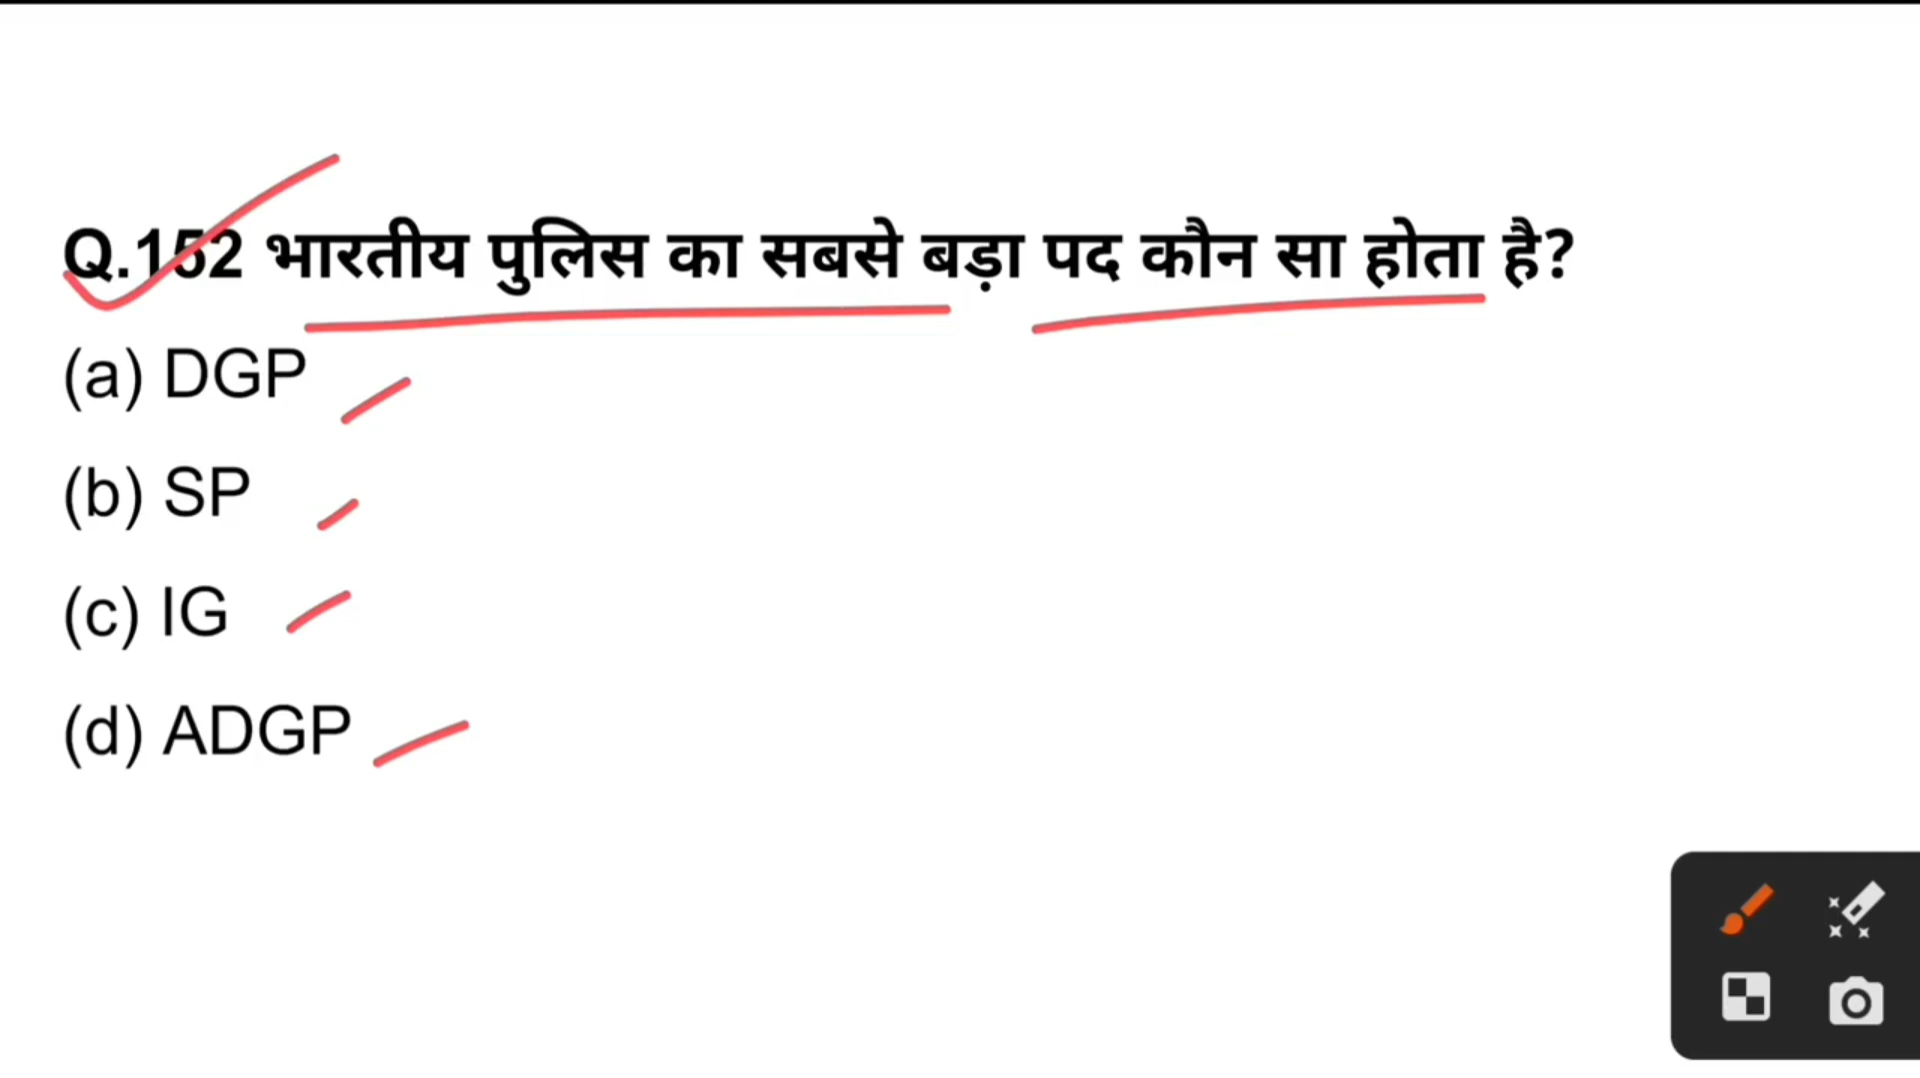 Q.152 भारतीय पुलिस का सबसे बड़ा पद कौन सा होता है?
(a) DGP
(b) SP
(c) IG
(d) ADGP